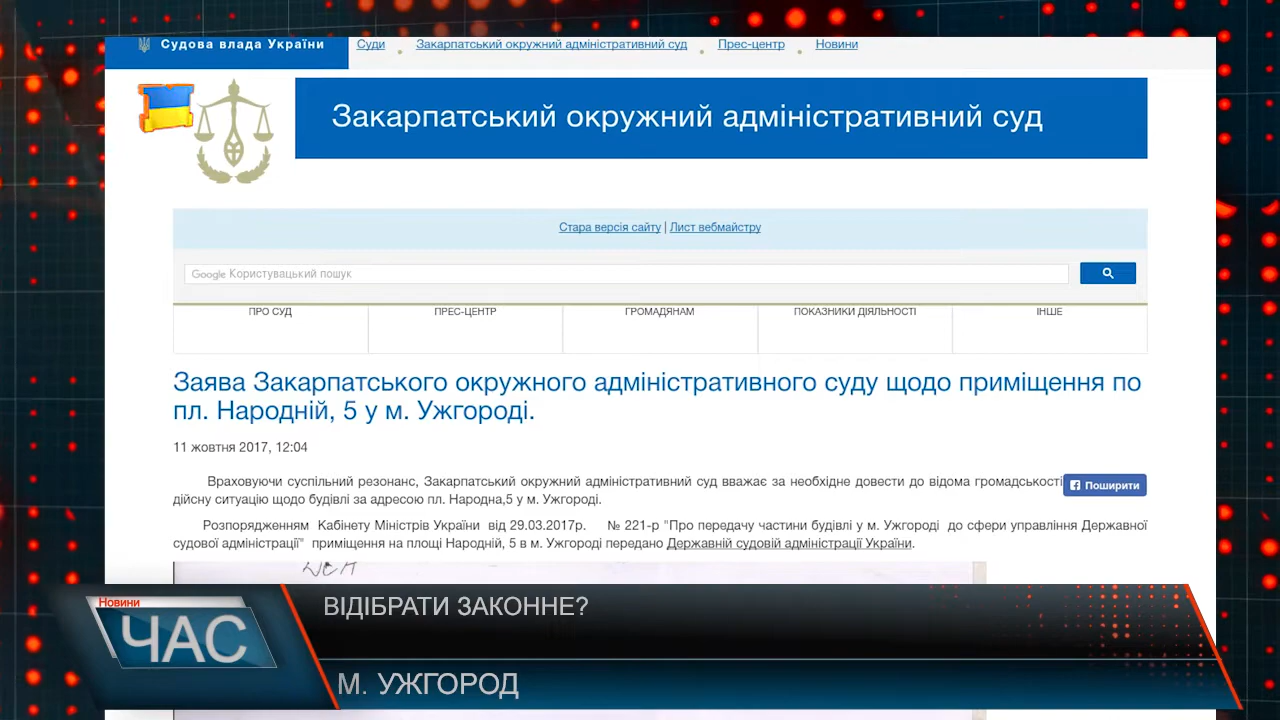 Судова влада України
Суди
Закарпатський окружний адміністративний суд
Прес-центр
Новини
Закарпатський окружний адміністративний суд
Стара версія сайту | Лист вебмайстру
Google Користувацький пошук
ПРО СУД
ПРЕС-ЦЕНТР
ГРОМАДЯНАМ
ПОКАЗНИКИ ДІЯЛЬНОСТІ
ІНШЕ
Заява Закарпатського окружного адміністративного суду щодо приміщення по
пл. Народній, 5 у м. Ужгороді.
11 жовтня 2017, 12:04
Враховуючи суспільний резонанс, Закарпатський окружний адміністративний суд вважає за необхідне довести до відома громадськості
Поширити
дійсну ситуацію щодо будівлі за адресою пл. Народна,5 у м. Ужгороді.
Розпорядженням Кабінету Міністрів України від 29.03.2017р. № 221-р "Про передачу частини будівлі у м. Ужгороді до сфери управління Державної
судової адміністрації" приміщення на площі Народній, 5 в м. Ужгороді передано Державній судовій адміністрації України.
Новини
ЧАС
ВІДІБРАТИ ЗАКОННЕ?
М. УЖГОРОД